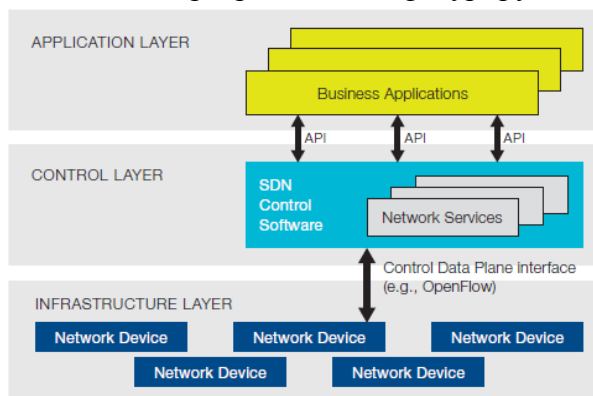 APPLICATION LAYER
Business Applications
API
API
API
CONTROL LAYER
SDN
Control
Software
Network Services
Control Data Plane interface
(e.g., OpenFlow)
INFRASTRUCTURE LAYER
Network Device
Network Device
Network Device
Network Device
Network Device